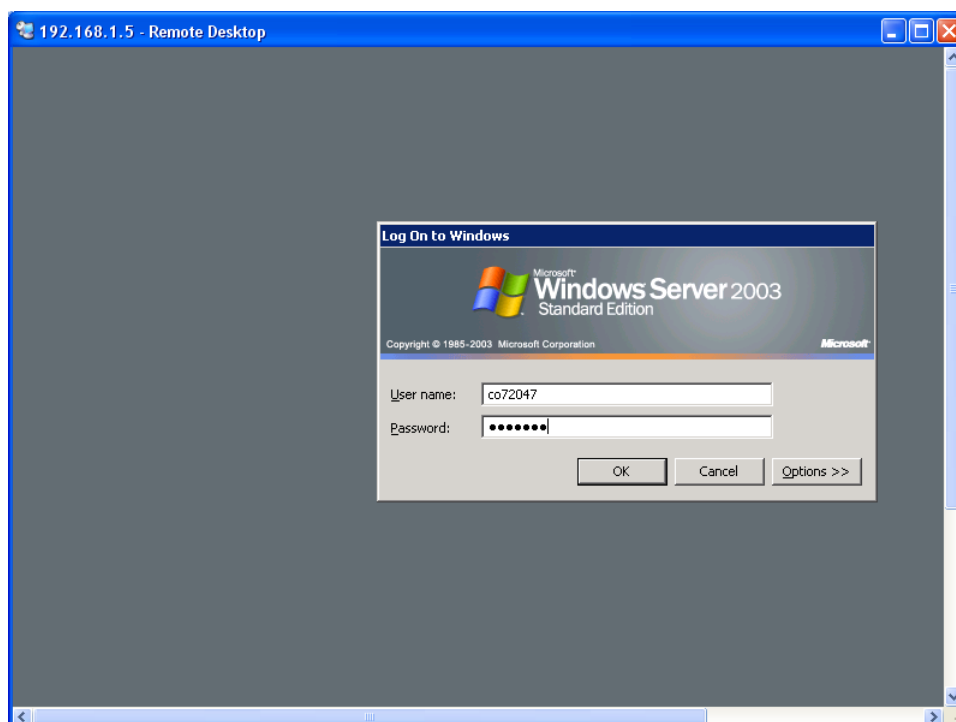 192.168.1.5 - Remote Desktop
Log On to Windows
Microsoft
Windows Server 2003
Standard Edition
Copyright © 1985-2003 Microsoft Corporation
Microsoft
User name: co72047
Password: •••••••
OK Cancel Options >>